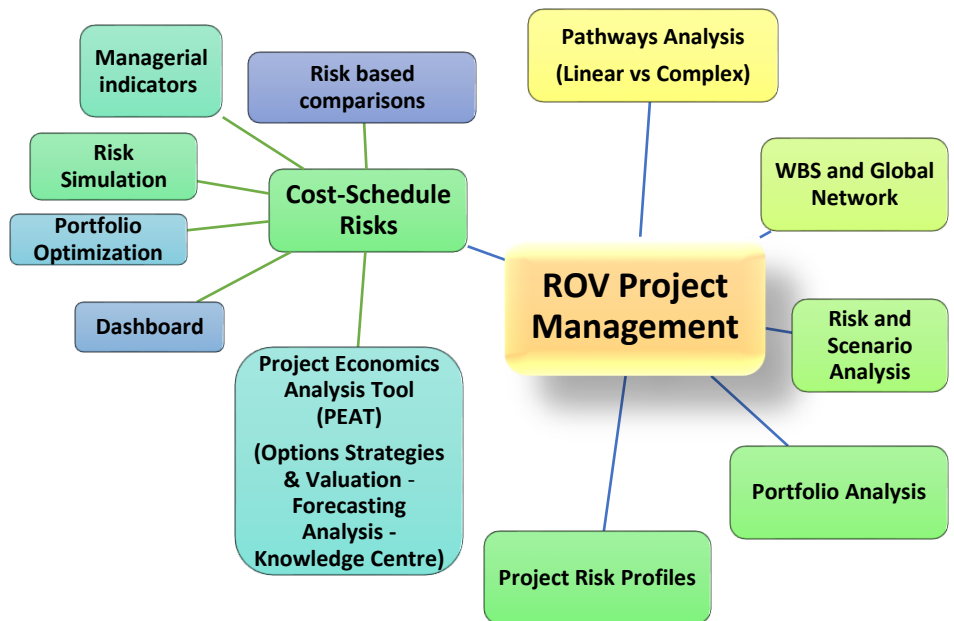 Managerial
indicators
Risk based
comparisons
Pathways Analysis
(Linear vs Complex)
Risk
Simulation
Cost-Schedule
Risks
WBS and Global
Network
Portfolio
Optimization
ROV Project
Management
Dashboard
Risk and
Scenario
Analysis
Project Economics
Analysis Tool
(PEAT)
(Options Strategies
& Valuation -
Forecasting
Analysis -
Knowledge Centre)
Portfolio Analysis
Project Risk Profiles